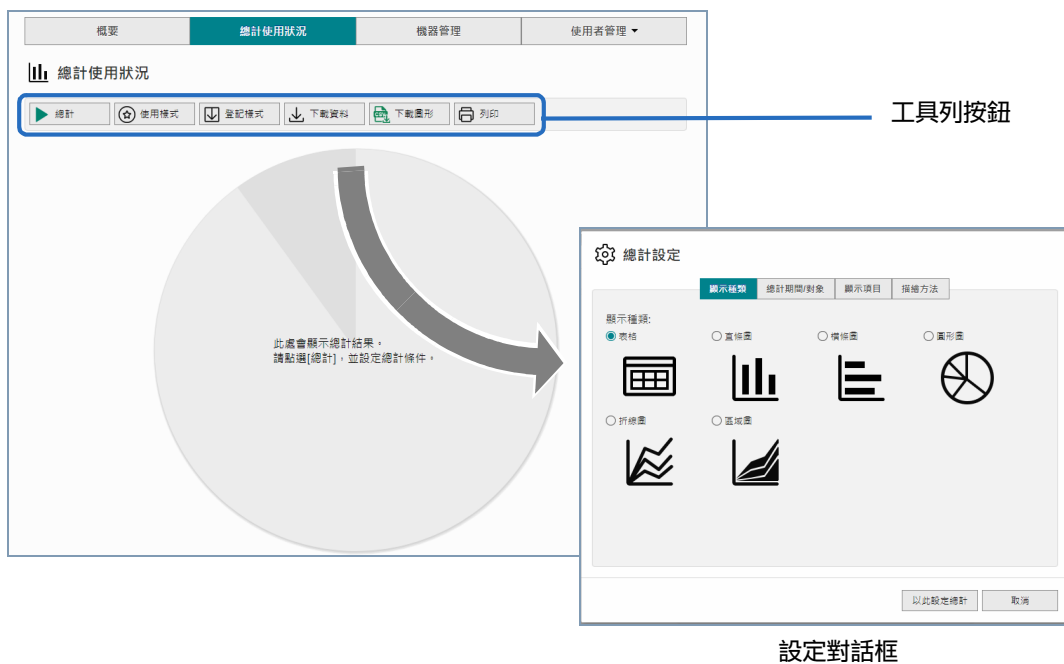 概要
總計使用狀況
機器管理
使用者管理
總計使用狀況
總計
使用樣式
登記樣式
下載資料
下載圖形
列印
工具列按鈕
此處會顯示總計結果。
請點選[總計]，並設定總計條件。
總計設定
顯示種類
總計期間/對象
顯示項目
描繪方法
顯示種類:
表格
直條圖
橫條圖
圓形圖
折線圖
區域圖
以此設定總計
取消
設定對話框